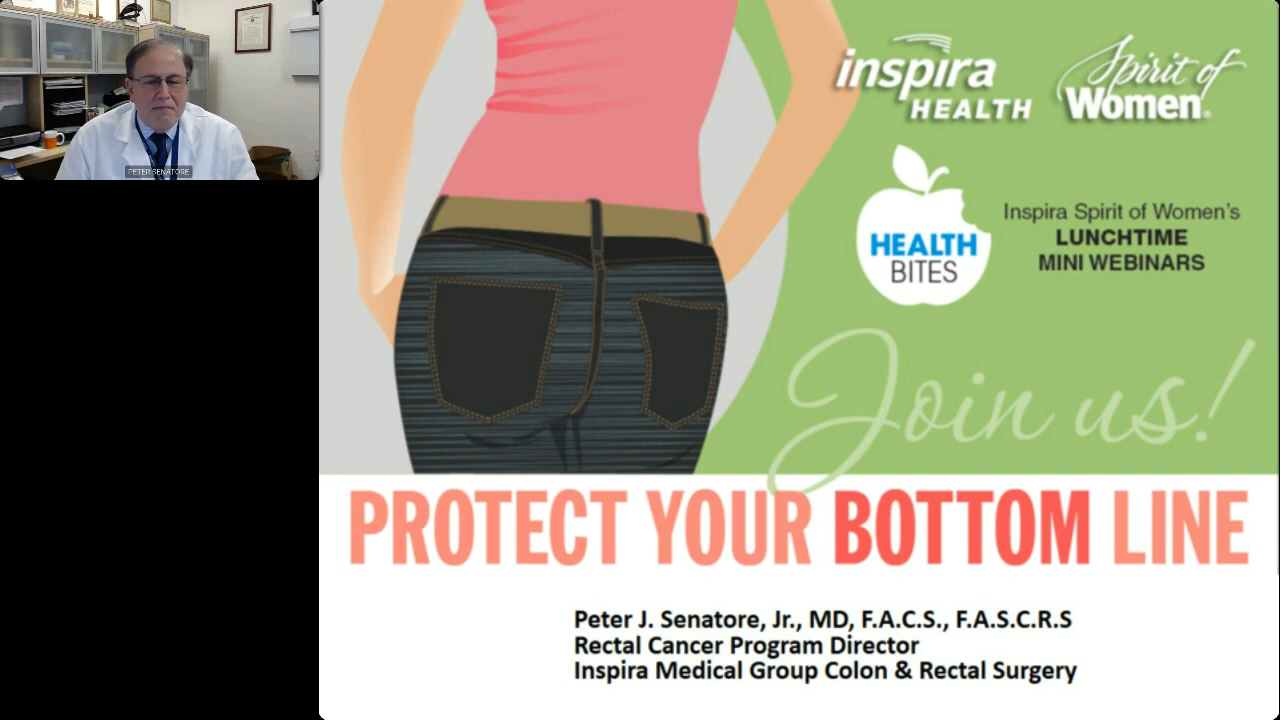 PETER SENATORE
inspira
HEALTH
Spirit of
Women®
HEALTH
BITES
Inspira Spirit of Women's
LUNCHTIME
MINI WEBINARS
Join us!
PROTECT YOUR BOTTOM LINE
Peter J. Senatore, Jr., MD, F.A.C.S., F.A.S.C.R.S
Rectal Cancer Program Director
Inspira Medical Group Colon & Rectal Surgery